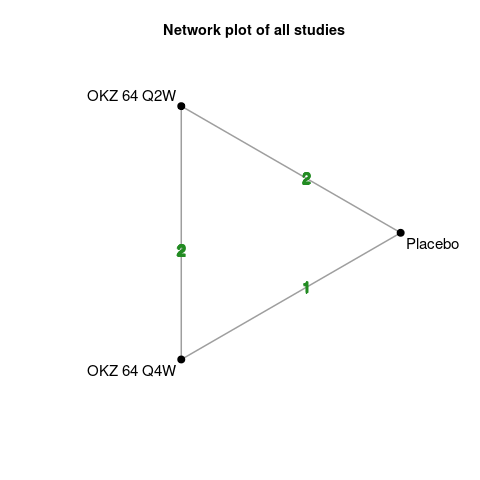 Network plot of all studies
OKZ 64 Q2W
2
Placebo
2
1
OKZ 64 Q4W